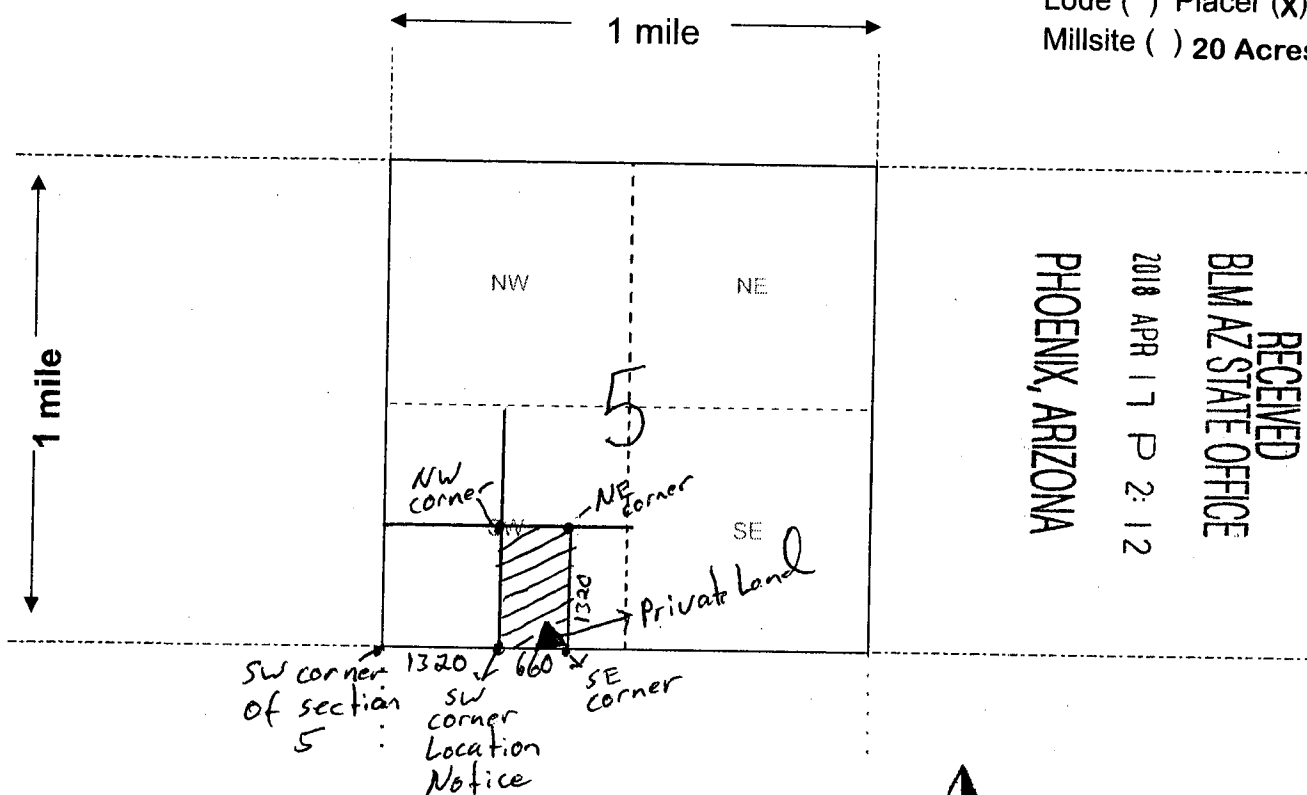 Lode ( ) Placer (X)
Millsite ( ) 20 Acres
1 mile
1 mile
NW
NE
5
NW
corner
NE
corner
SW
SE
1320
Private Land
SW corner
of section
5
1320
660
SW
corner
Location
Notice
SE
corner
RECEIVED
BLM AZ STATE OFFICE
2018 APR 17 P 2:12
PHOENIX, ARIZONA